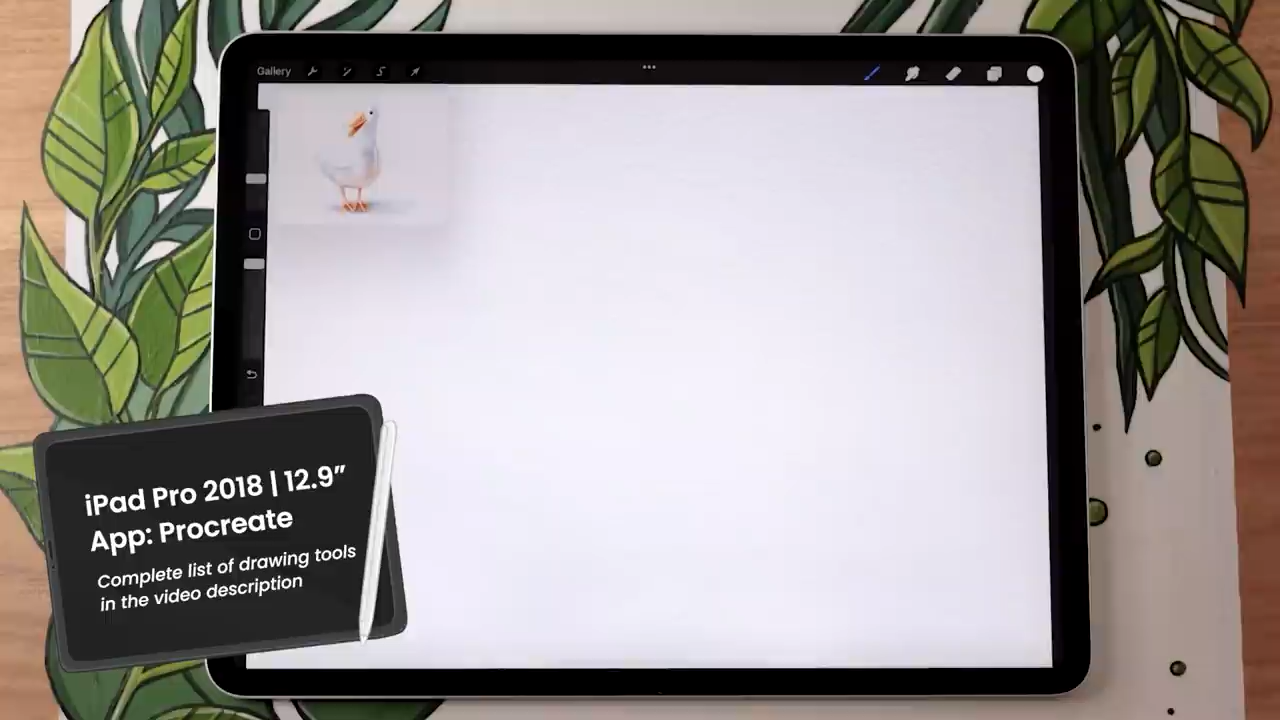 Gallery
iPad Pro 2018 | 12.9”
App: Procreate
Complete list of drawing tools
in the video description